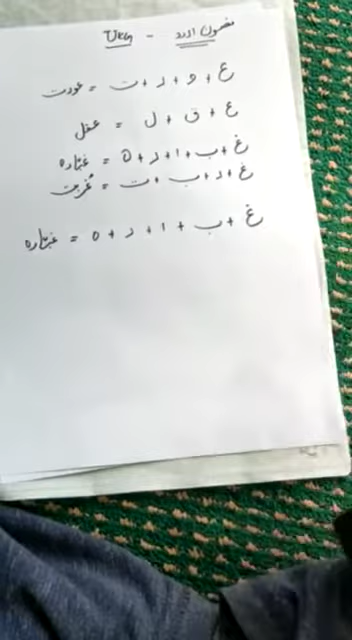 مضمون اردو - UKG
ع + و + ر + ت = عورت
ع + ق + ل = عقل
غ + ب + ا + ر + ہ = غبارہ
غ + ر + ب + ت = غربت
غ + ب + ا + ر + ہ = غبارہ